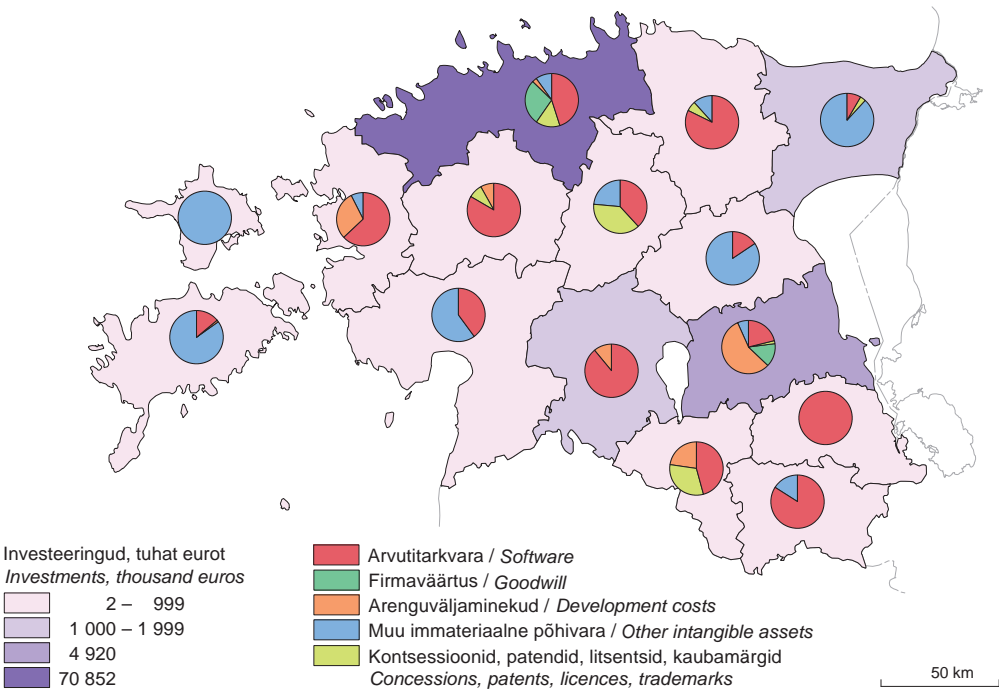 Investeeringud, tuhat eurot
Investments, thousand euros
2 – 999
1 000 – 1 999
4 920
70 852
Arvutitarkvara / Software
Firmaväärtus / Goodwill
Arenguväljaminekud / Development costs
Muu immateriaalne põhivara / Other intangible assets
Kontsessioonid, patendid, litsentsid, kaubamärgid
Concessions, patents, licences, trademarks
50 km